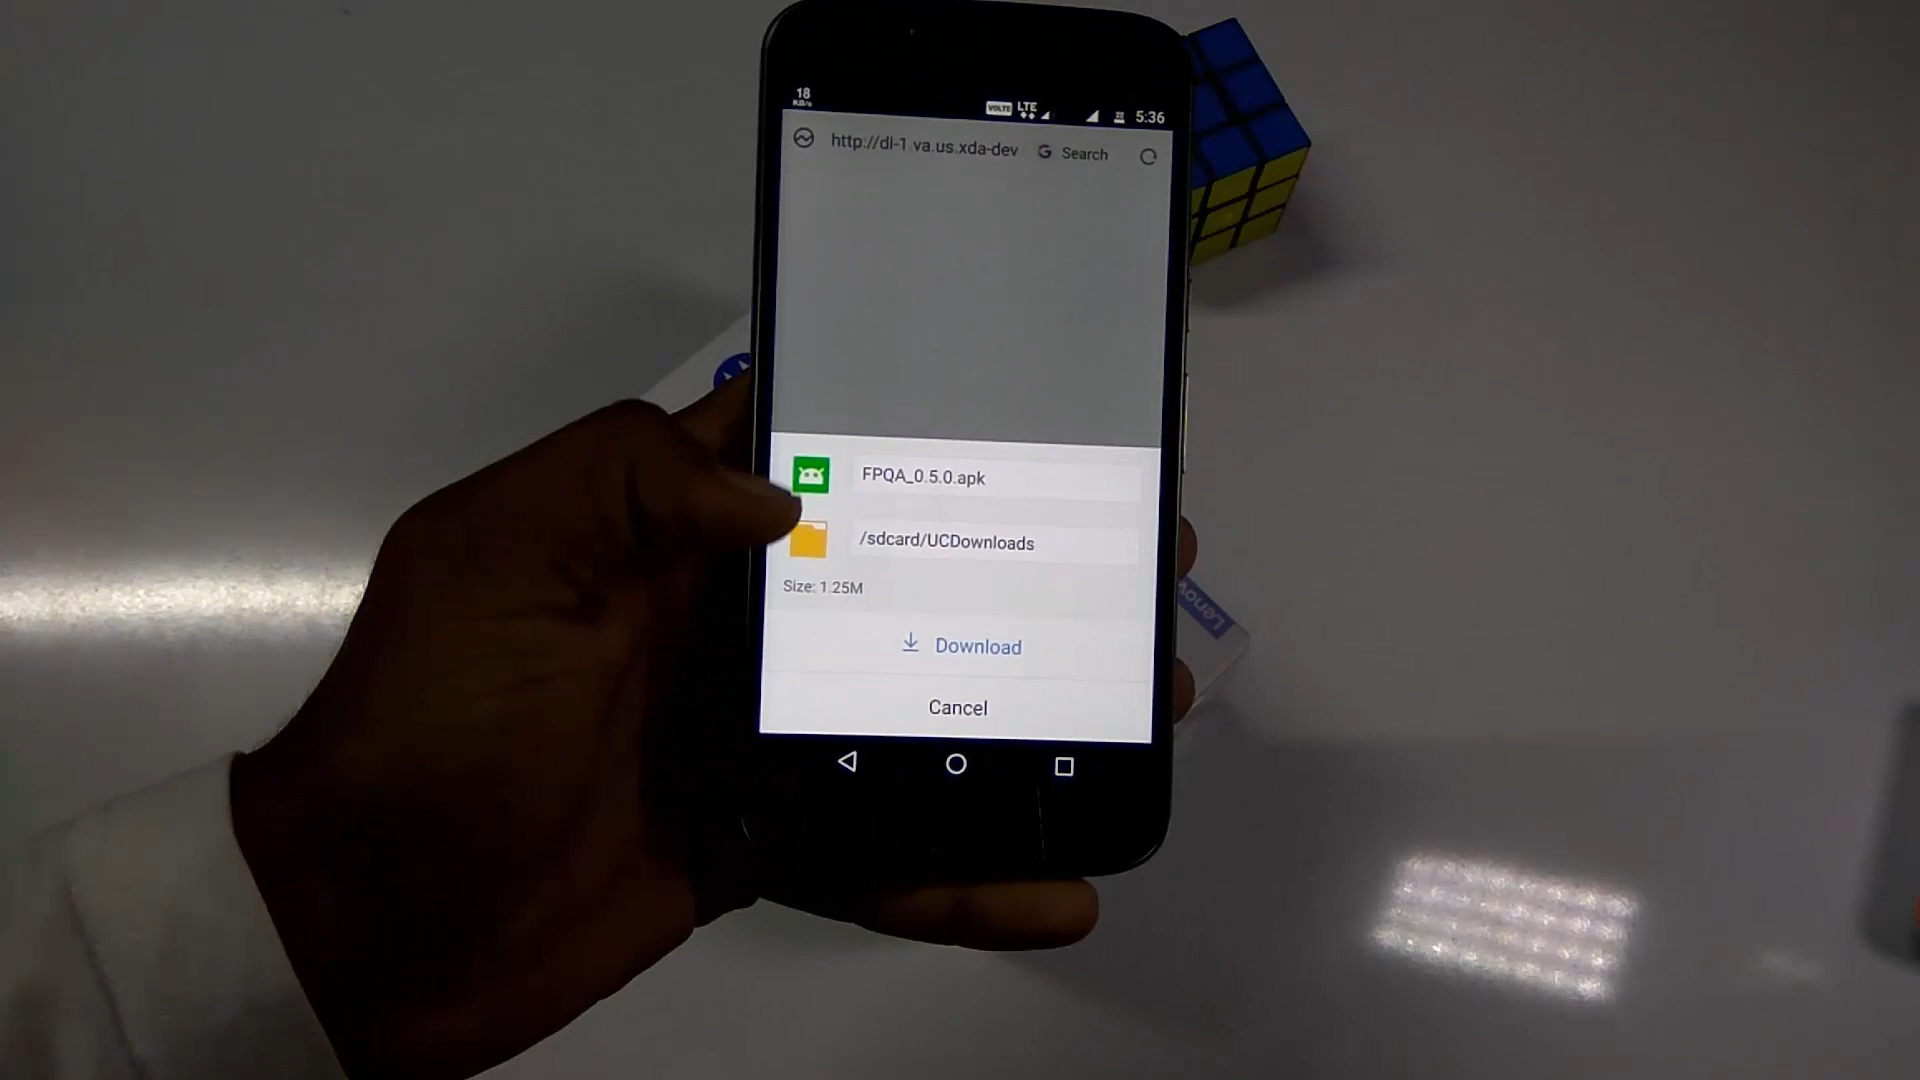 18
KB/s
VOLTE LTE 5:36
http://dl-1.va.us.xda-dev Search
FPQA_0.5.0.apk
/sdcard/UCDownloads
Size: 1.25M
Download
Cancel